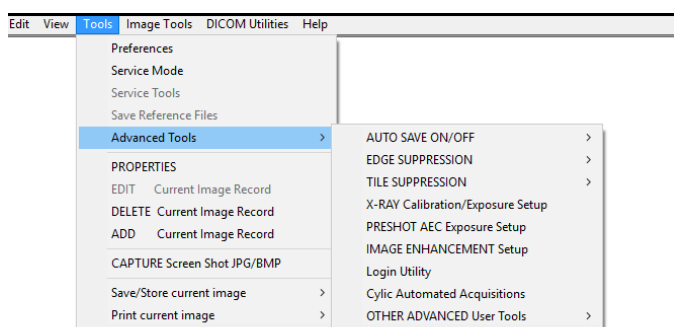 Edit View Tools Image Tools DICOM Utilities Help
Preferences
Service Mode
Service Tools
Save Reference Files
Advanced Tools
PROPERTIES
EDIT Current Image Record
DELETE Current Image Record
ADD Current Image Record
CAPTURE Screen Shot JPG/BMP
Save/Store current image
Print current image
AUTO SAVE ON/OFF
EDGE SUPPRESSION
TILE SUPPRESSION
X-RAY Calibration/Exposure Setup
PRESHOT AEC Exposure Setup
IMAGE ENHANCEMENT Setup
Login Utility
Cylic Automated Acquisitions
OTHER ADVANCED User Tools